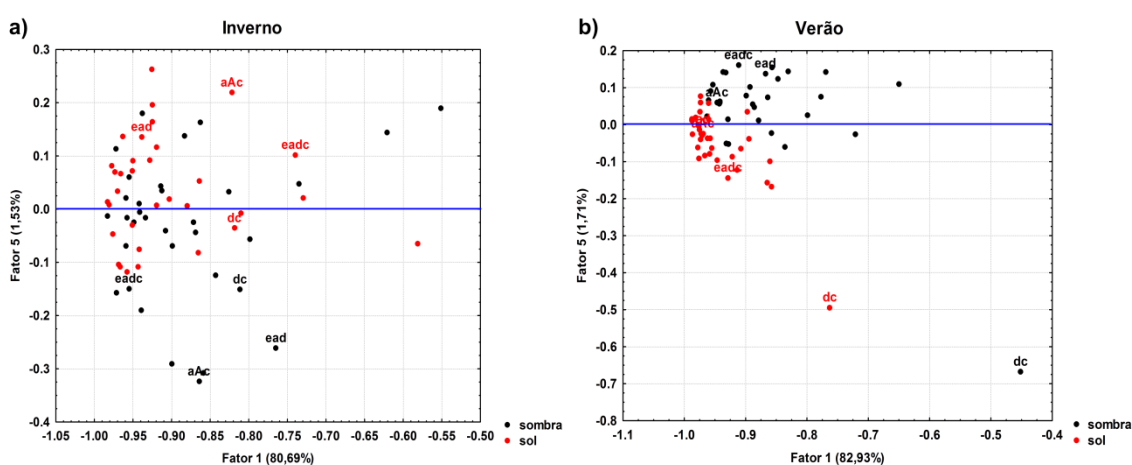 a) Inverno
0.3
0.2
0.1
0.0
-0.1
-0.2
-0.3
-0.4
Fator 5 (1,53%)
aAc
ead
eadc
dc
eadc
dc
ead
aAc
-1.05 -1.00 -0.95 -0.90 -0.85 -0.80 -0.75 -0.70 -0.65 -0.60 -0.55 -0.50
Fator 1 (80,69%)
sombra
sol
b) Verão
0.2
0.1
0.0
-0.1
-0.2
-0.3
-0.4
-0.5
-0.6
-0.7
-0.8
Fator 5 (1,71%)
eadc
ead
aAc
eadc
dc
dc
-1.1 -1.0 -0.9 -0.8 -0.7 -0.6 -0.5 -0.4
Fator 1 (82,93%)
sombra
sol